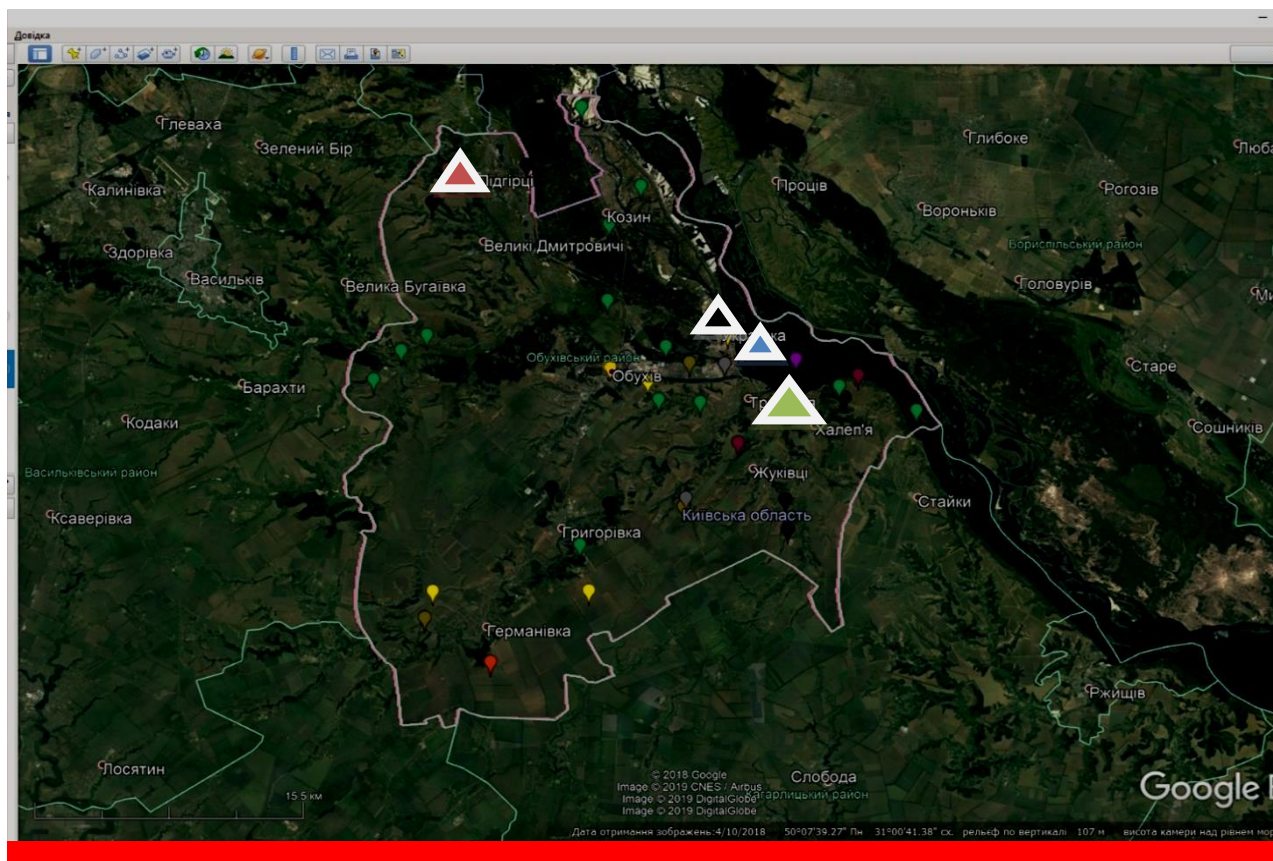 Довідка
Глеваха
Зелений Бір
Глибоке
Люба
Підгірці
Калинівка
Проців
Рогозів
Вороньків
Козин
Великі Дмитровичі
Бориспільський район
Здорівка
Васильків
Велика Бугаївка
Головурів
Ми
Українка
Обухівський район
Обухів
Старе
Барахти
Кодаки
Халеп'я
Сошників
Васильківський район
Жуківці
Стайки
Ксаверівка
Київська область
Григорівка
Германівка
Ржищів
Лосятин
15.5 км
Слобода
© 2018 Google
Image © 2019 CNES / Airbus
Image © 2019 DigitalGlobe
Image © 2019 DigitalGlobe
Google E
Дата отримання зображень:4/10/2018 50°07'39.27" Пн 31°00'41.38" сх. рельєф по вертикалі 107 м висота камери над рівнем мор